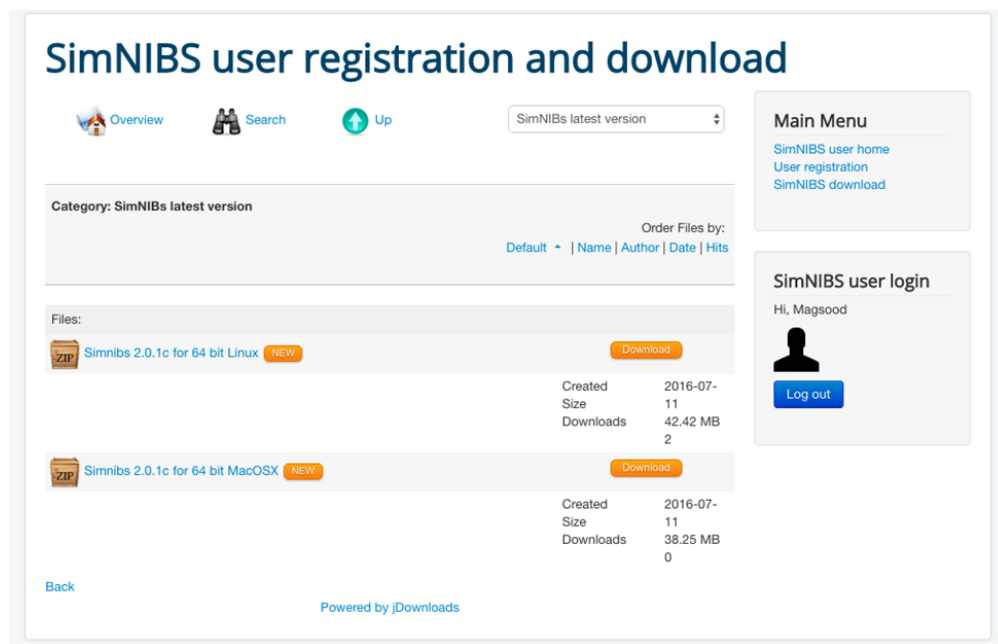 SimNIBS user registration and download
Overview
Search
Up
SimNIBs latest version
Category: SimNIBs latest version
Order Files by:
Default | Name | Author | Date | Hits
Files:
ZIP Simnibs 2.0.1c for 64 bit Linux NEW Download
Created 2016-07-
Size 11
Downloads 42.42 MB
2
ZIP Simnibs 2.0.1c for 64 bit MacOSX NEW Download
Created 2016-07-
Size 11
Downloads 38.25 MB
0
Back
Powered by jDownloads
Main Menu
SimNIBS user home
User registration
SimNIBS download
SimNIBS user login
Hi, Magsood
Log out